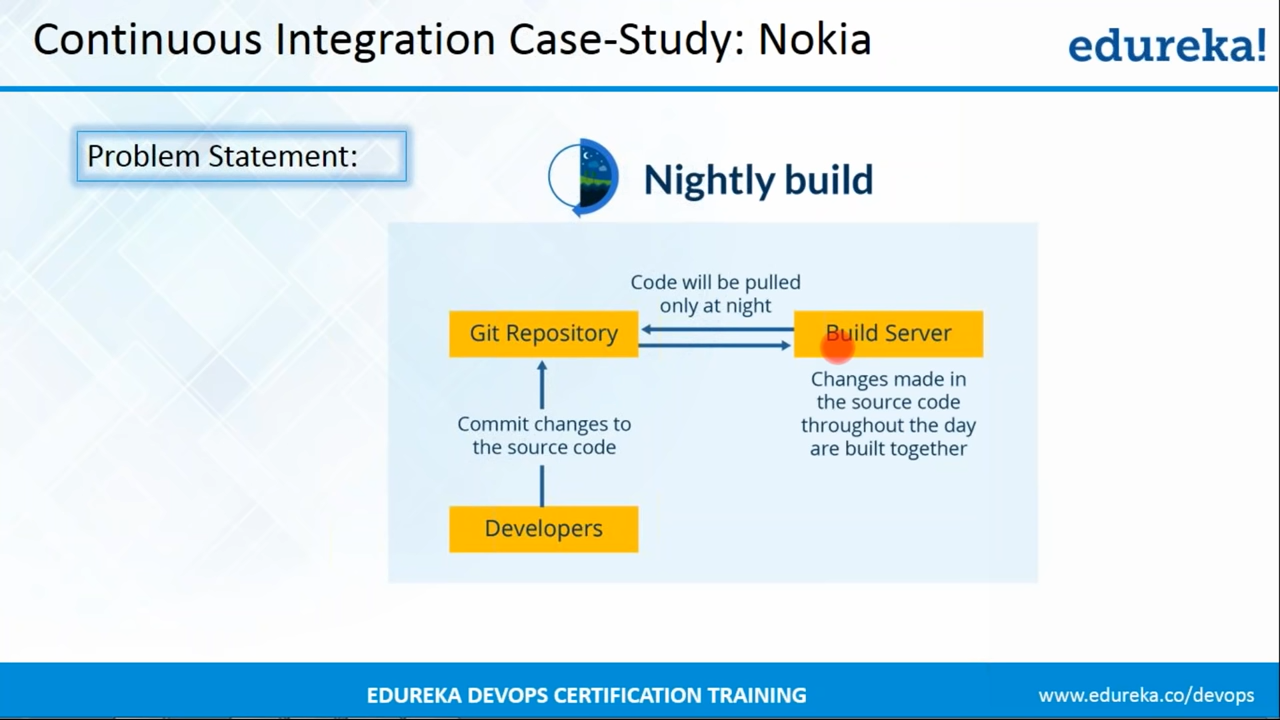 Continuous Integration Case-Study: Nokia
edureka!
Problem Statement:
Nightly build
Code will be pulled
only at night
Git Repository
Build Server
Changes made in
the source code
throughout the day
are built together
Commit changes to
the source code
Developers
EDUREKA DEVOPS CERTIFICATION TRAINING
www.edureka.co/devops